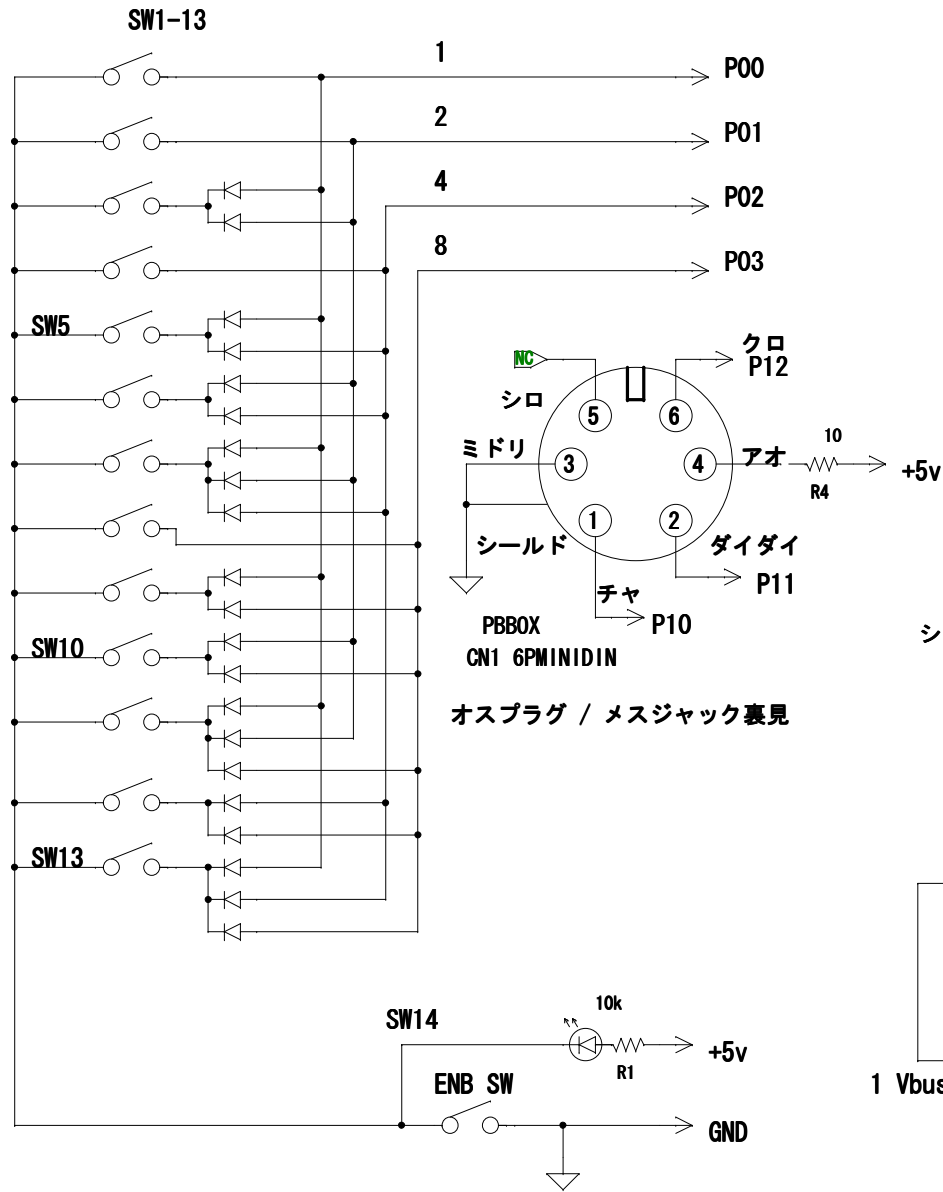 SW1-13
1
P00
2
P01
4
P02
8
P03
SW5
NC
クロ
P12
シロ
5
6
ミドリ
3
4
アオ
10
R4
+5v
1
2
シールド
ダイダイ
P11
チャ
P10
シ
PBBOX
CN1 6PMINIDIN
SW10
オスプラグ / メスジャック裏見
SW13
10k
SW14
R1
+5v
ENB SW
1 Vbus
GND